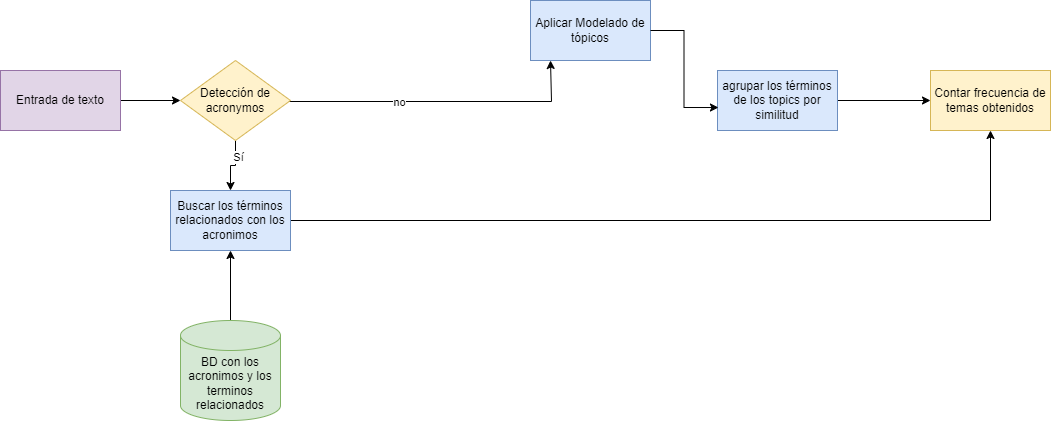 Entrada de texto
Detección de
acronymos
no
Aplicar Modelado de
tópicos
agrupar los términos
de los topics por
similitud
Contar frecuencia de
temas obtenidos
Sí
Buscar los términos
relacionados con los
acronimos
BD con los
acronimos y los
terminos
relacionados